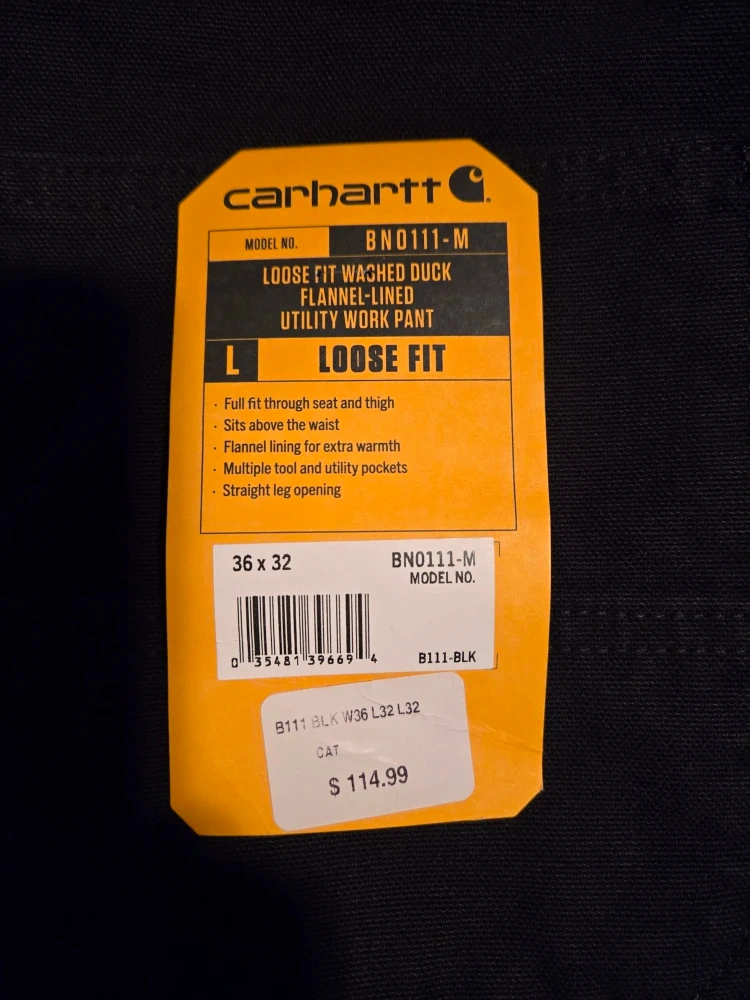 carhartt
MODEL NO. BN0111-M
LOOSE FIT WASHED DUCK
FLANNEL-LINED
UTILITY WORK PANT
L LOOSE FIT
· Full fit through seat and thigh
· Sits above the waist
· Flannel lining for extra warmth
· Multiple tool and utility pockets
· Straight leg opening
36 x 32 BN0111-M
MODEL NO.
0 35481 39669 4 B111-BLK
B111 BLK W36 L32 L32
CAT
$ 114.99